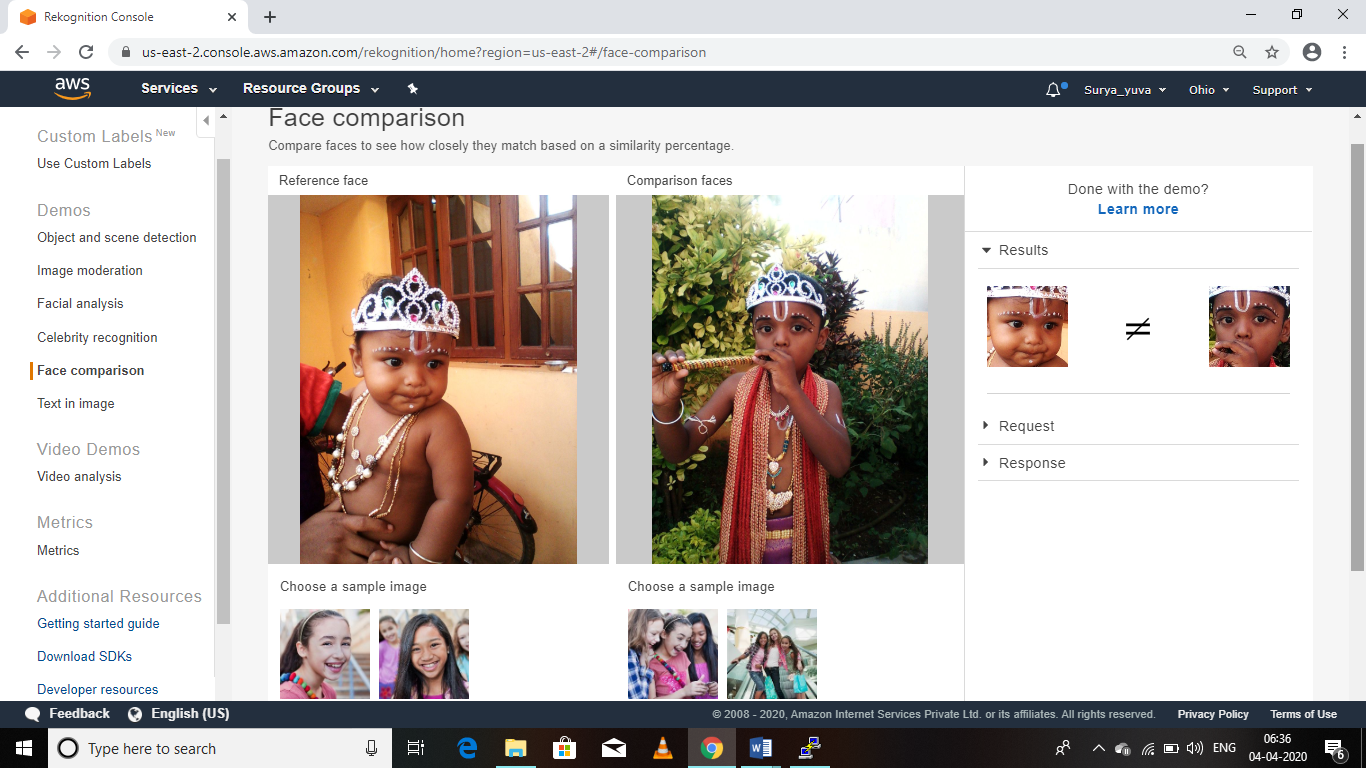 Rekognition Console
us-east-2.console.aws.amazon.com/rekognition/home?region=us-east-2#/face-comparison
aws
Services
Resource Groups
Surya_yuva
Ohio
Support
Custom Labels New
Use Custom Labels
Demos
Object and scene detection
Image moderation
Facial analysis
Celebrity recognition
Face comparison
Text in image
Video Demos
Video analysis
Metrics
Metrics
Additional Resources
Getting started guide
Download SDKs
Developer resources
Face comparison
Compare faces to see how closely they match based on a similarity percentage.
Reference face
Comparison faces
Choose a sample image
Choose a sample image
Done with the demo?
Learn more
Results
≠
Request
Response
Feedback
English (US)
© 2008 - 2020, Amazon Internet Services Private Ltd. or its affiliates. All rights reserved.
Privacy Policy
Terms of Use
Type here to search
ENG
06:36
04-04-2020
6